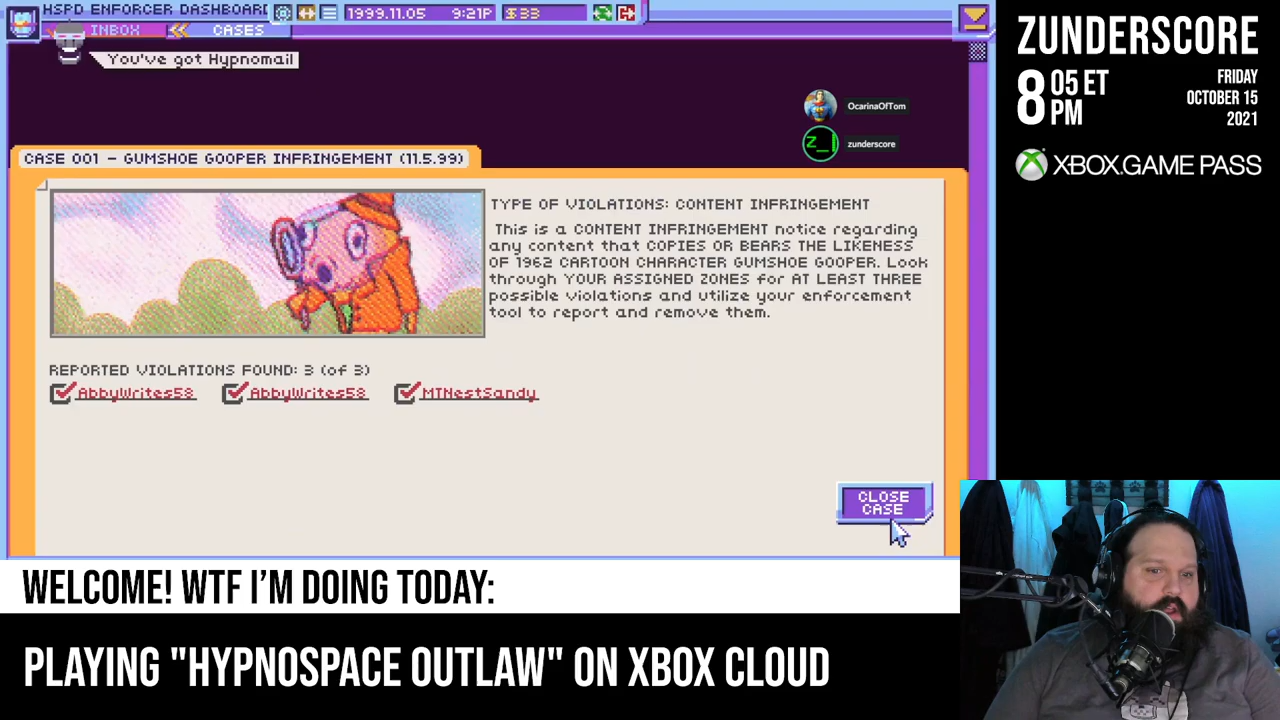 HSPD ENFORCER DASHBOARD
1999.11.05 9:21P
$33
INBOX
CASES
You've got Hypnomail
OcarinaOfTom
z_|
zunderscore
CASE 001 - GUMSHOE GOOPER INFRINGEMENT (11.5.99)
TYPE OF VIOLATIONS: CONTENT INFRINGEMENT
This is a CONTENT INFRINGEMENT notice regarding
any content that COPIES OR BEARS THE LIKENESS
OF 1962 CARTOON CHARACTER GUMSHOE GOOPER. Look
through YOUR ASSIGNED ZONES for AT LEAST THREE
possible violations and utilize your enforcement
tool to report and remove them.
REPORTED VIOLATIONS FOUND: 3 (of 3)
AbbyWrites58 AbbyWrites58 MTNestSandy
CLOSE
CASE
ZUNDERSCORE
8 05 ET
PM
FRIDAY
OCTOBER 15
2021
XBOX GAME PASS
WELCOME! WTF I'M DOING TODAY:
PLAYING "HYPNOSPACE OUTLAW" ON XBOX CLOUD